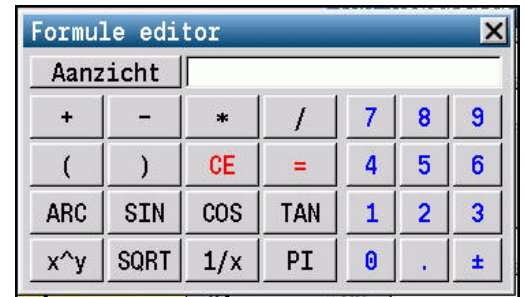 Formule editor
Aanzicht
+ - * / 7 8 9
( ) CE = 4 5 6
ARC SIN COS TAN 1 2 3
x^y SQRT 1/x PI 0 . ±